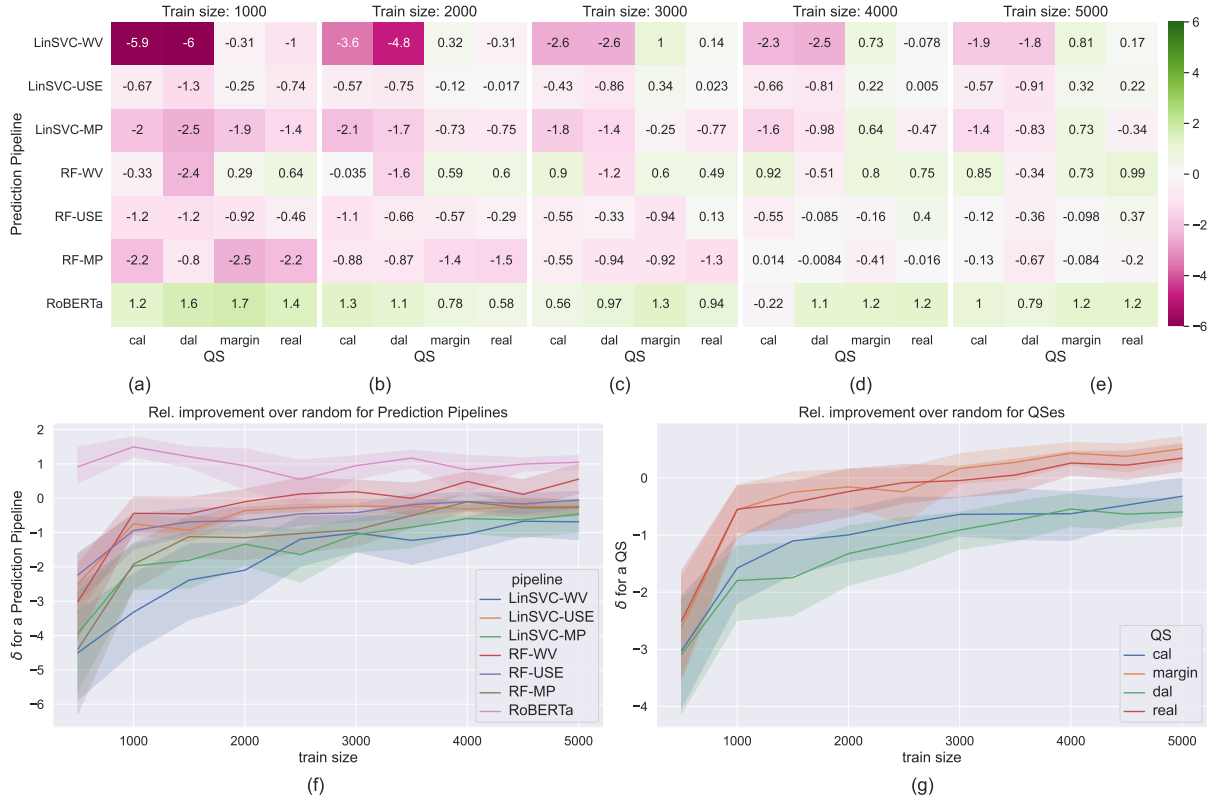 Train size: 1000 Train size: 2000 Train size: 3000 Train size: 4000 Train size: 5000
Prediction Pipeline
LinSVC-WV -5.9 -6 -0.31 -1 -3.6 -4.8 0.32 -0.31 -2.6 -2.6 1 0.14 -2.3 -2.5 0.73 -0.078 -1.9 -1.8 0.81 0.17
LinSVC-USE -0.67 -1.3 -0.25 -0.74 -0.57 -0.75 -0.12 -0.017 -0.43 -0.86 0.34 0.023 -0.66 -0.81 0.22 0.005 -0.57 -0.91 0.32 0.22
LinSVC-MP -2 -2.5 -1.9 -1.4 -2.1 -1.7 -0.73 -0.75 -1.8 -1.4 -0.25 -0.77 -1.6 -0.98 0.64 -0.47 -1.4 -0.83 0.73 -0.34
RF-WV -0.33 -2.4 0.29 0.64 -0.035 -1.6 0.59 0.6 0.9 -1.2 0.6 0.49 0.92 -0.51 0.8 0.75 0.85 -0.34 0.73 0.99
RF-USE -1.2 -1.2 -0.92 -0.46 -1.1 -0.66 -0.57 -0.29 -0.55 -0.33 -0.94 0.13 -0.55 -0.085 -0.16 0.4 -0.12 -0.36 -0.098 0.37
RF-MP -2.2 -0.8 -2.5 -2.2 -0.88 -0.87 -1.4 -1.5 -0.55 -0.94 -0.92 -1.3 0.014 -0.0084 -0.41 -0.016 -0.13 -0.67 -0.084 -0.2
RoBERTa 1.2 1.6 1.7 1.4 1.3 1.1 0.78 0.58 0.56 0.97 1.3 0.94 -0.22 1.1 1.2 1.2 1 0.79 1.2 1.2
cal dal margin real cal dal margin real cal dal margin real cal dal margin real cal dal margin real
QS QS QS QS QS
6
4
2
0
−2
−4
−6
(a) (b) (c) (d) (e)
Rel. improvement over random for Prediction Pipelines
δ for a Prediction Pipeline
2
1
0
−1
−2
−3
−4
−5
−6
pipeline
LinSVC-WV
LinSVC-USE
LinSVC-MP
RF-WV
RF-USE
RF-MP
RoBERTa
1000 2000 3000 4000 5000
train size
(f)
Rel. improvement over random for QSes
δ for a QS
0
−1
−2
−3
−4
QS
cal
margin
dal
real
1000 2000 3000 4000 5000
train size
(g)